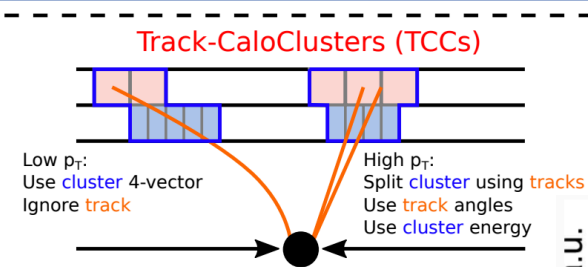 Track-CaloClusters (TCCs)
Low pT:
Use cluster 4-vector
Ignore track
High pT:
Split cluster using tracks
Use track angles
Use cluster energy